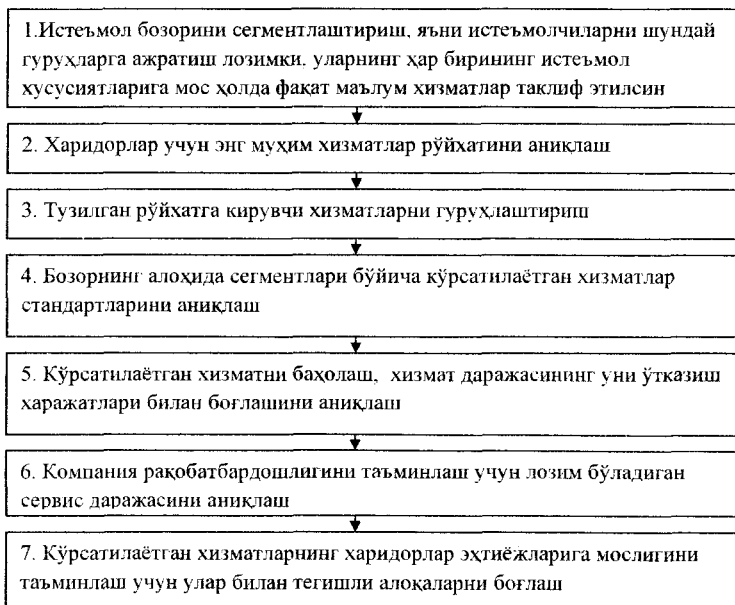 1.Истеъмол бозорини сегментлаштириш, яъни истеъмолчиларни шундай
гуруҳларга ажратиш лозимки. уларнинг ҳар бирининг истеъмол
хусусиятларига мос ҳолда фақат маълум хизматлар таклиф этилсин
2. Харидорлар учун энг муҳим хизматлар рўйхатини аниқлаш
3. Тузилган рўйхатга кирувчи хизматларни гуруҳлаштириш
4. Бозорнинг алоҳида сегментлари бўйича кўрсатилаётган хизматлар
стандартларини аниқлаш
5. Кўрсатилаётган хизматни баҳолаш, хизмат даражасининг уни ўтказиш
ҳаражатлари билан боғлашини аниқлаш
6. Компания рақобатбардошлигини таъминлаш учун лозим бўладиган
сервис даражасини аниқлаш
7. Кўрсатилаётган хизматларнинг харидорлар эҳтиёжларига мослигини
таъминлаш учун улар билан тегишли алоқаларни боғлаш